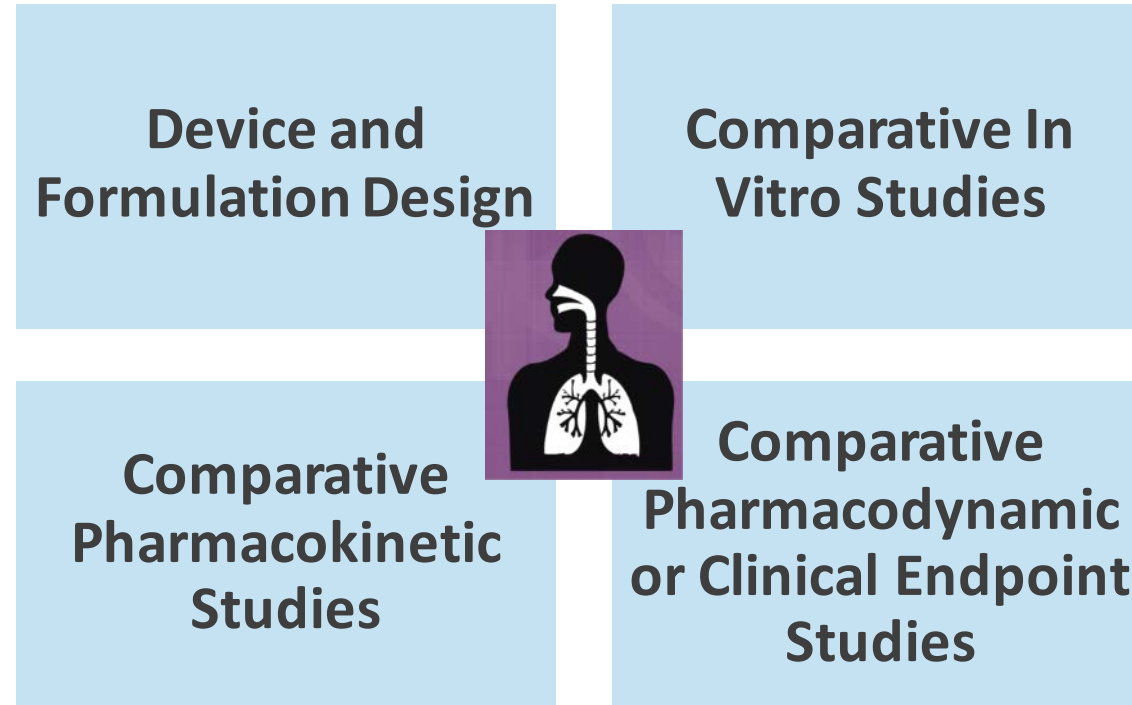 Device and
Formulation Design
Comparative In
Vitro Studies
Comparative
Pharmacokinetic
Studies
Comparative
Pharmacodynamic
or Clinical Endpoint
Studies